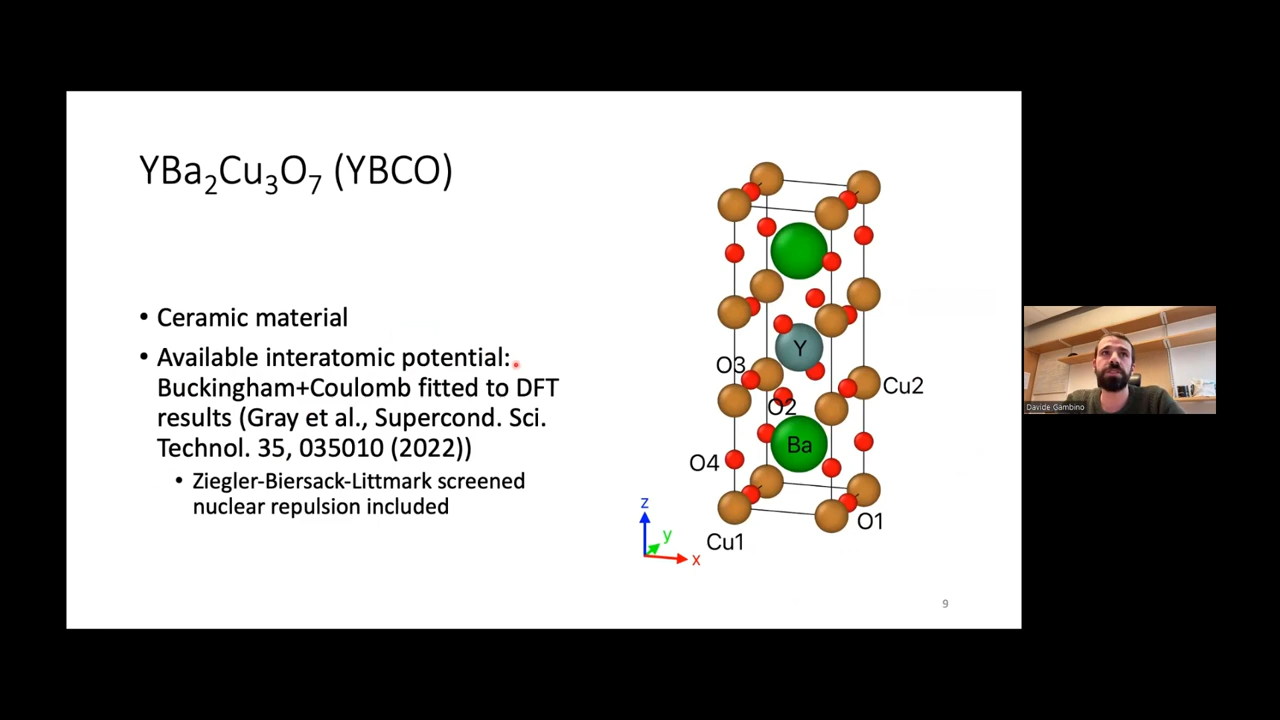 YBa₂Cu₃O₇ (YBCO)
• Ceramic material
• Available interatomic potential:
Buckingham+Coulomb fitted to DFT
results (Gray et al., Supercond. Sci.
Technol. 35, 035010 (2022))
• Ziegler-Biersack-Littmark screened
nuclear repulsion included
Y
O3
Cu2
O2
Ba
O4
z
O1
y
Cu1
x
9
Davide Gambino